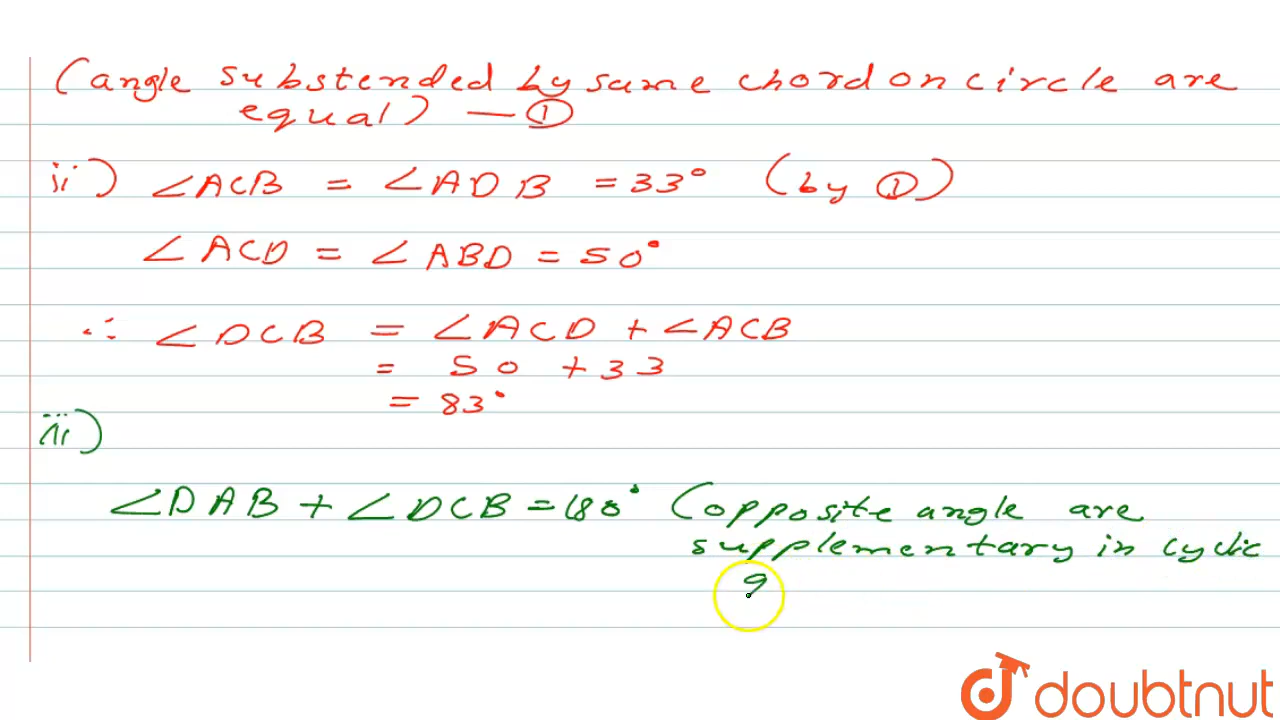 (angle substended by same chord on circle are
equal) — ①
ii) ∠ACB = ∠ADB = 33° (by ①)
∠ACD = ∠ABD = 50°
∴ ∠DCB = ∠ACD + ∠ACB
= 50 + 33
= 83°
iii)
∠DAB + ∠DCB = 180° (opposite angle are
supplementary in cyclic
q
doubtnut